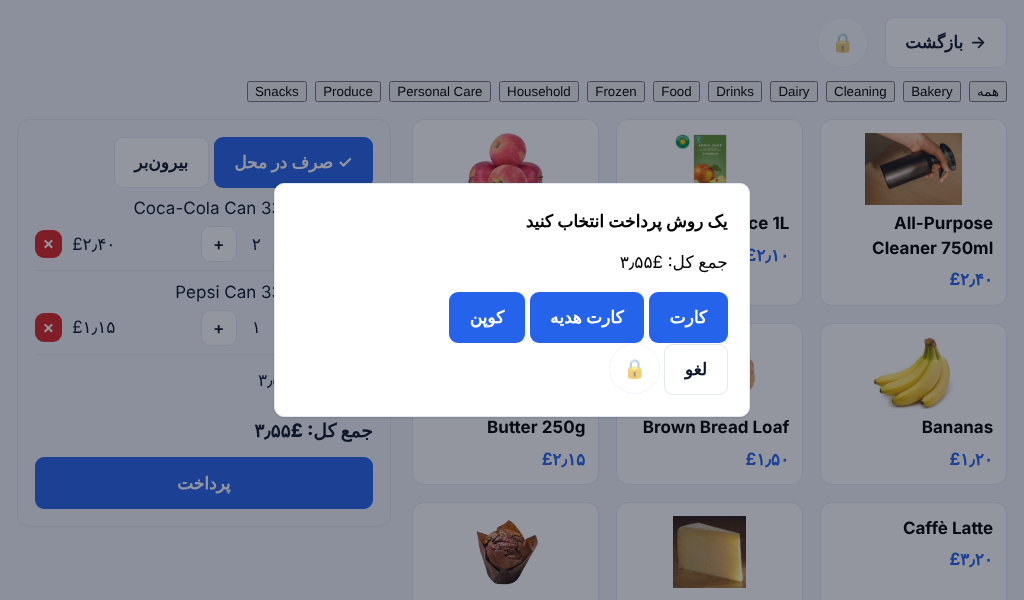 → بازگشت
همه
Bakery
Cleaning
Dairy
Drinks
Food
Frozen
Household
Personal Care
Produce
Snacks
All-Purpose
Cleaner 750ml
£۲٫۴۰
1L
£۲٫۱۰
✓ صرف در محل
بیرون‌بر
Coca-Cola Can
۲
+
£۲٫۴۰
×
Pepsi Can
۱
+
£۱٫۱۵
×
جمع کل: £۳٫۵۵
پرداخت
یک روش پرداخت انتخاب کنید
جمع کل: £۳٫۵۵
کارت
کارت هدیه
کوپن
لغو
Bananas
£۱٫۲۰
Brown Bread Loaf
£۱٫۵۰
Butter 250g
£۲٫۱۵
Caffè Latte
£۳٫۲۰